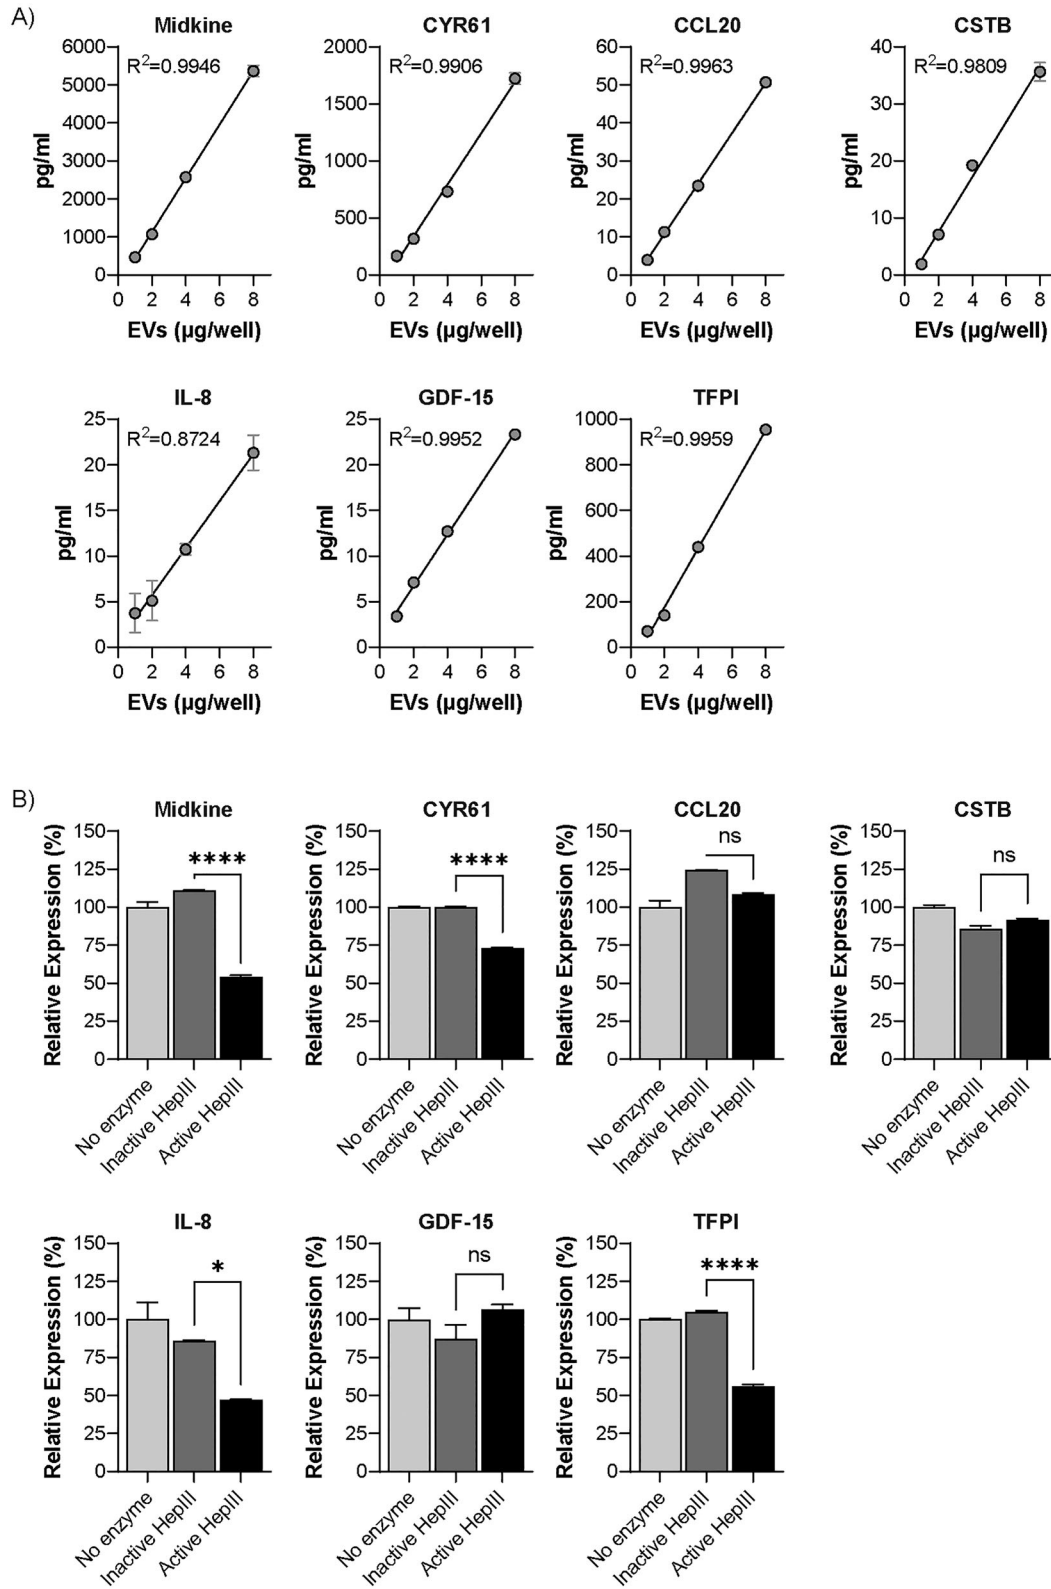 A)
Midkine CYR61 CCL20 CSTB
R²=0.9946 R²=0.9906 R²=0.9963 R²=0.9809
6000 5000 4000 3000 2000 1000 0
pg/ml
0 2 4 6 8
EVs (µg/well)
2000 1500 1000 500 0
pg/ml
0 2 4 6 8
EVs (µg/well)
60 50 40 30 20 10 0
pg/ml
0 2 4 6 8
EVs (µg/well)
40 30 20 10 0
pg/ml
0 2 4 6 8
EVs (µg/well)
IL-8 GDF-15 TFPI
R²=0.8724 R²=0.9952 R²=0.9959
25 20 15 10 5 0
pg/ml
0 2 4 6 8
EVs (µg/well)
25 20 15 10 5 0
pg/ml
0 2 4 6 8
EVs (µg/well)
1000 800 600 400 200 0
pg/ml
0 2 4 6 8
EVs (µg/well)
B)
Midkine CYR61 CCL20 CSTB
**** **** ns ns
150 125 100 75 50 25 0
Relative Expression (%)
No enzyme
Inactive HepIII
Active HepIII
150 125 100 75 50 25 0
Relative Expression (%)
No enzyme
Inactive HepIII
Active HepIII
150 125 100 75 50 25 0
Relative Expression (%)
No enzyme
Inactive HepIII
Active HepIII
150 125 100 75 50 25 0
Relative Expression (%)
No enzyme
Inactive HepIII
Active HepIII
IL-8 GDF-15 TFPI
* ns ****
150 125 100 75 50 25 0
Relative Expression (%)
No enzyme
Inactive HepIII
Active HepIII
150 125 100 75 50 25 0
Relative Expression (%)
No enzyme
Inactive HepIII
Active HepIII
150 125 100 75 50 25 0
Relative Expression (%)
No enzyme
Inactive HepIII
Active HepIII